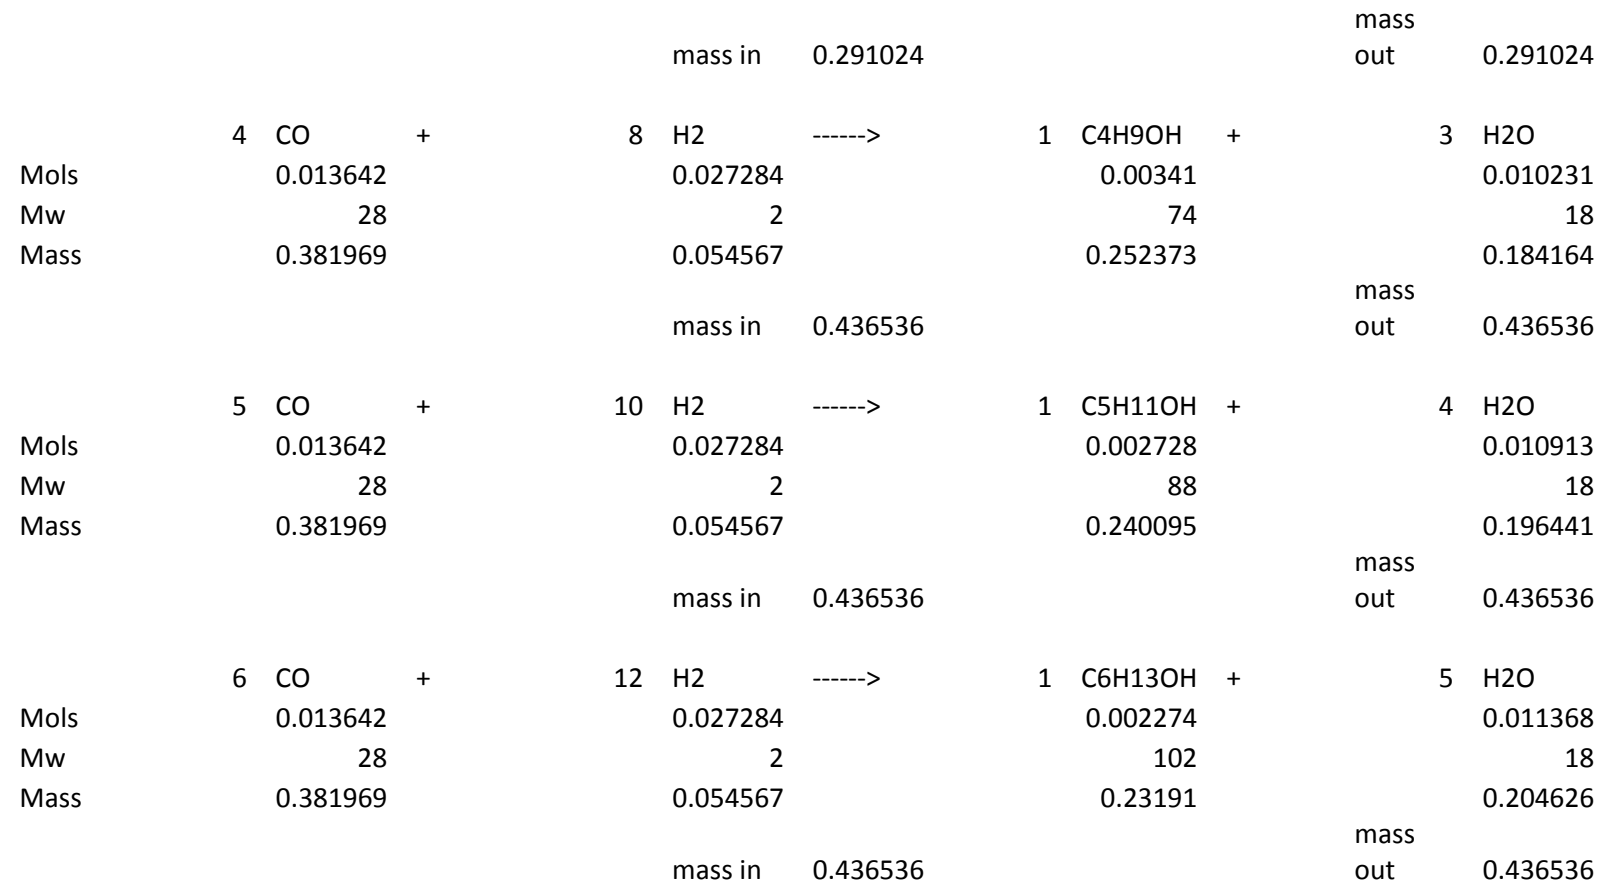 mass
mass in 0.291024 out 0.291024
4 CO + 8 H2 ------> 1 C4H9OH + 3 H2O
Mols 0.013642 0.027284 0.00341 0.010231
Mw 28 2 74 18
Mass 0.381969 0.054567 0.252373 0.184164
mass
mass in 0.436536 out 0.436536
5 CO + 10 H2 ------> 1 C5H11OH + 4 H2O
Mols 0.013642 0.027284 0.002728 0.010913
Mw 28 2 88 18
Mass 0.381969 0.054567 0.240095 0.196441
mass
mass in 0.436536 out 0.436536
6 CO + 12 H2 ------> 1 C6H13OH + 5 H2O
Mols 0.013642 0.027284 0.002274 0.011368
Mw 28 2 102 18
Mass 0.381969 0.054567 0.23191 0.204626
mass
mass in 0.436536 out 0.436536